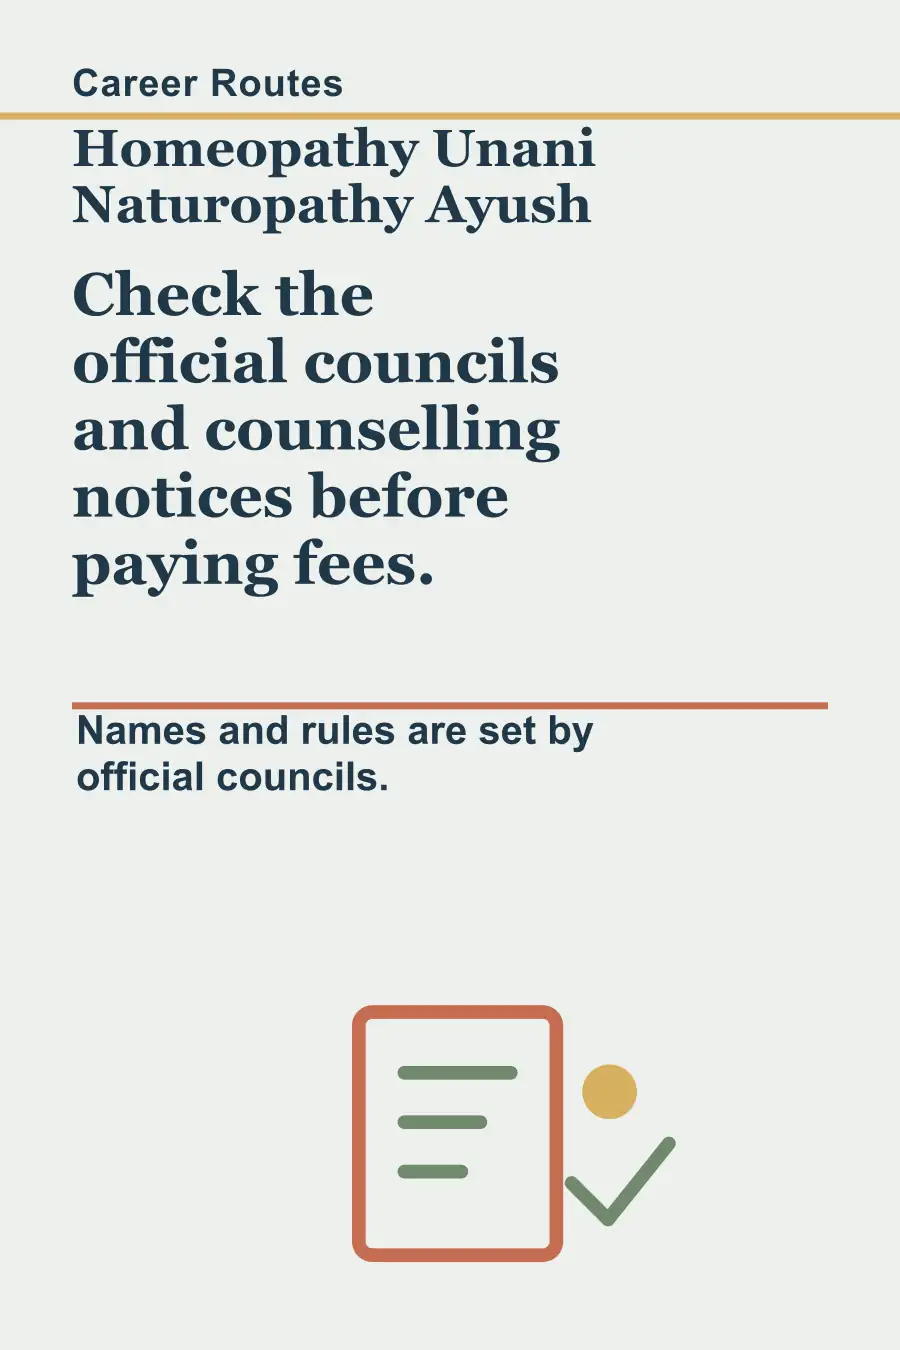 Career Routes
Homeopathy Unani
Naturopathy Ayush
Check the
official councils
and counselling
notices before
paying fees.
Names and rules are set by
official councils.